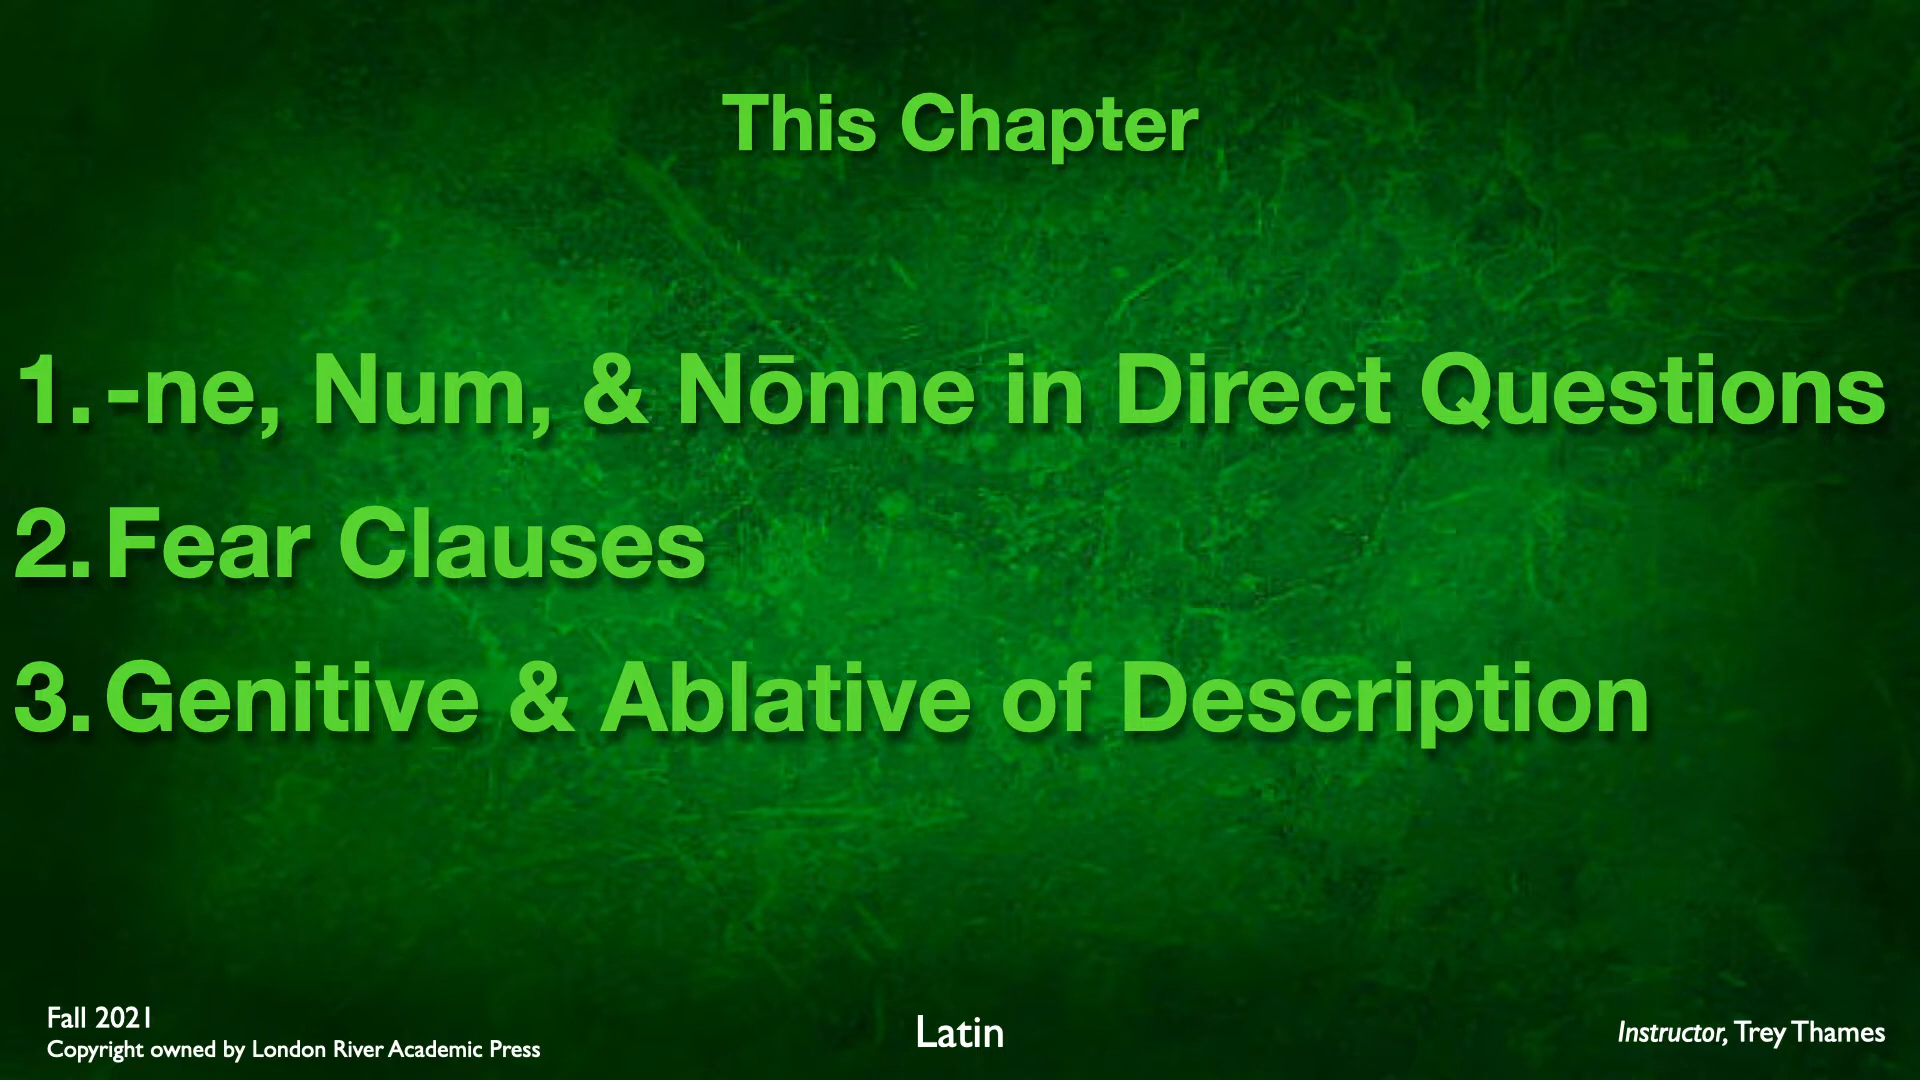 This Chapter
1. -ne, Num, & Nōnne in Direct Questions
2. Fear Clauses
3. Genitive & Ablative of Description
Fall 2021
Copyright owned by London River Academic Press
Latin
Instructor, Trey Thames